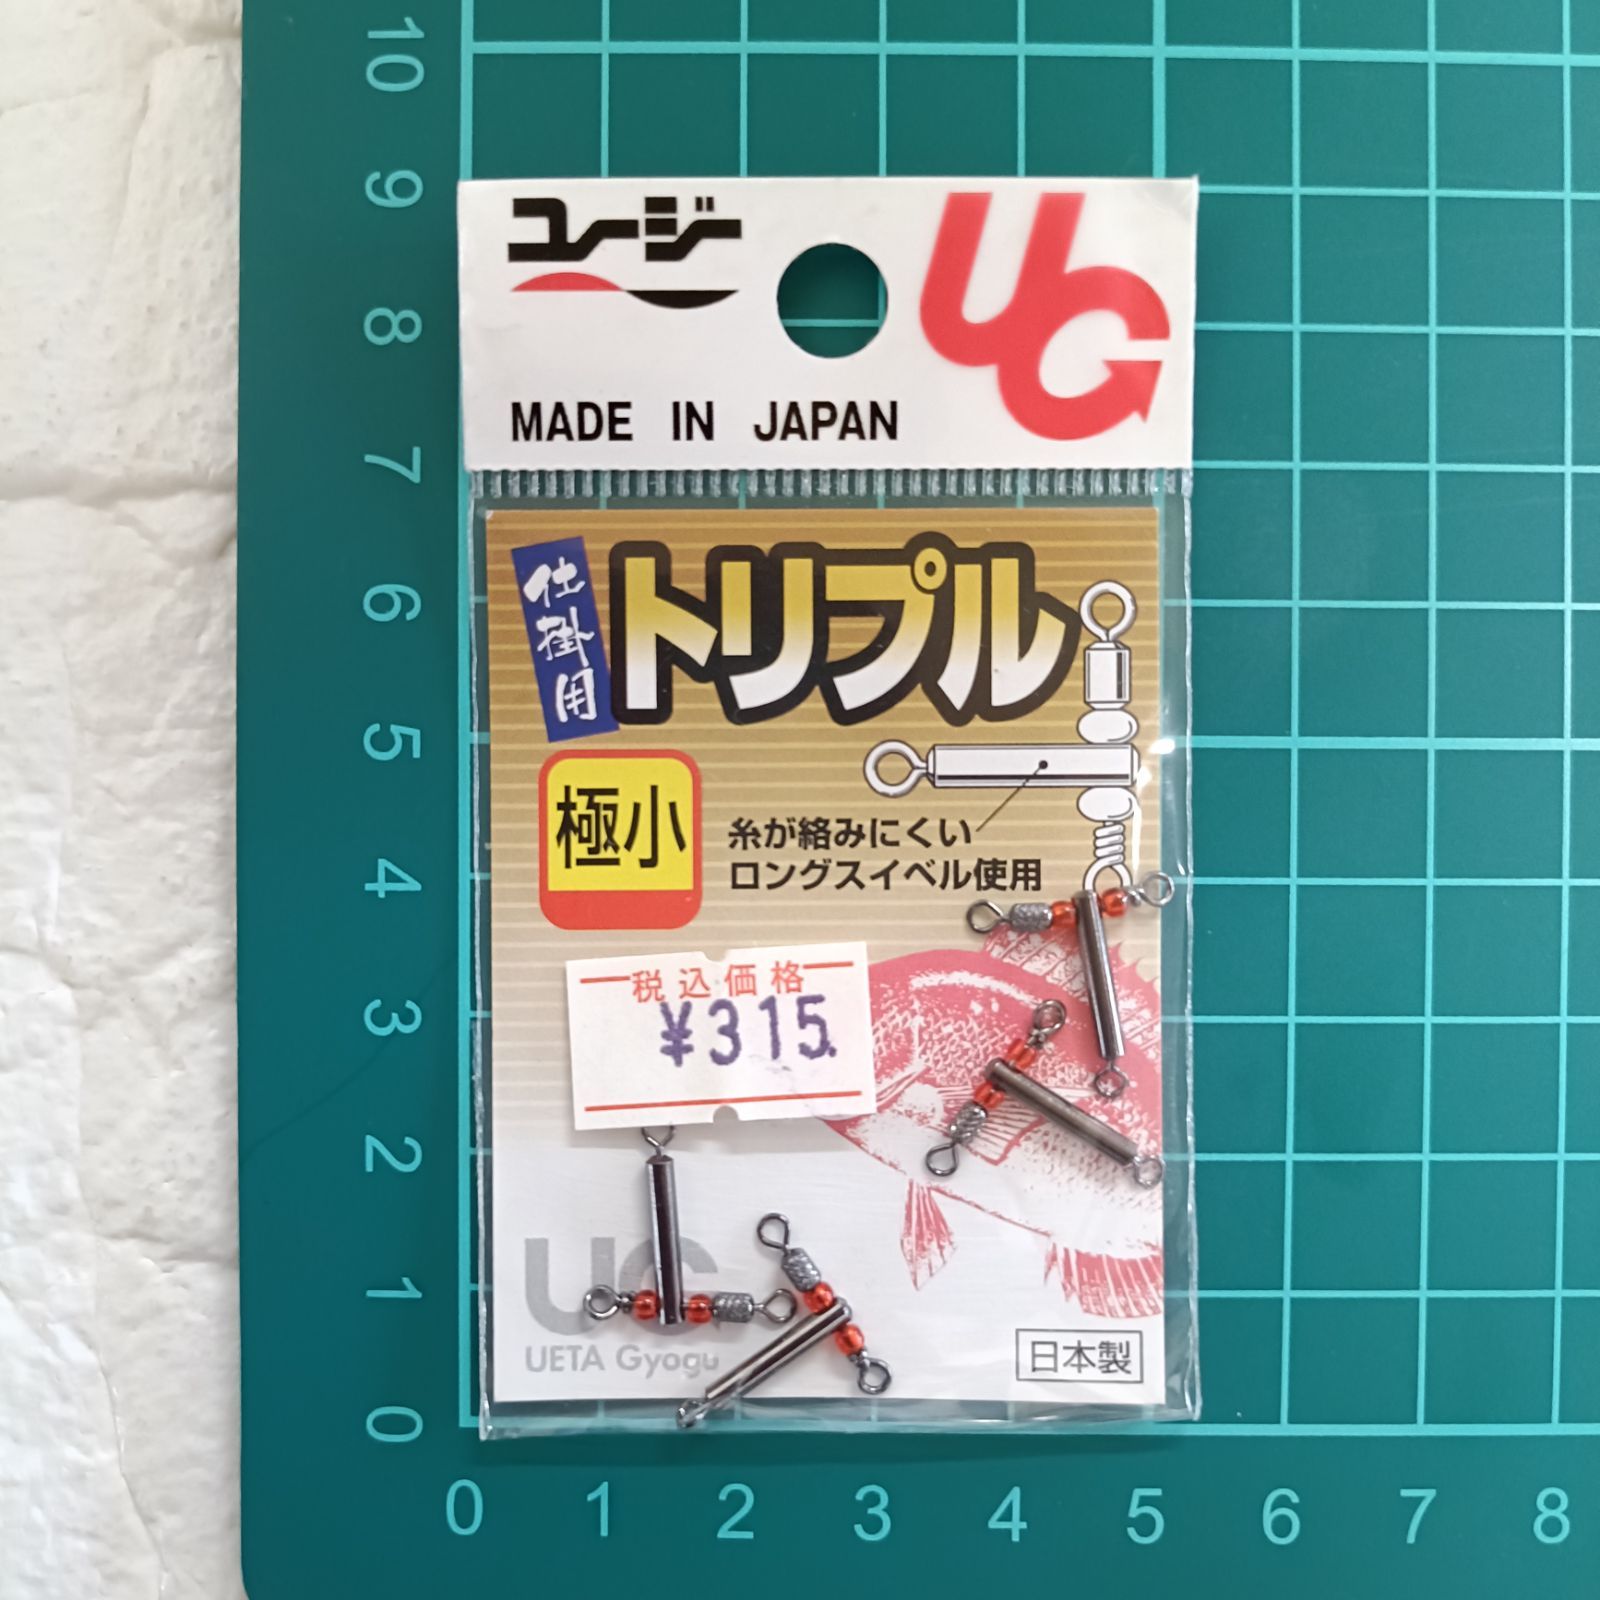 ユージ
UG
MADE IN JAPAN
仕掛用
トリプル
極小
糸が絡みにくい
ロングスイベル使用
税込価格
¥315.
UG
UETA Gyogu
日本製
10
9
8
7
6
5
4
3
2
1
0
0 1 2 3 4 5 6 7 8